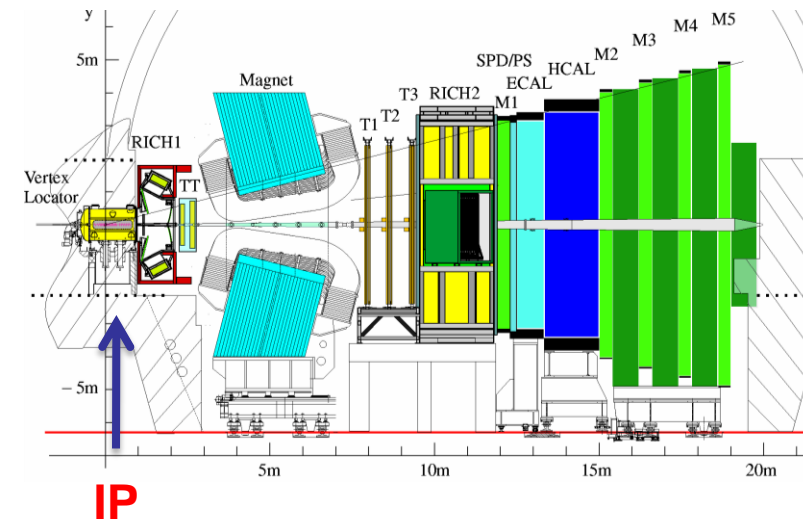 y
5m
Magnet
SPD/PS
ECAL
HCAL
M2
M3
M4
M5
T3
RICH2
M1
T1
T2
RICH1
TT
Vertex
Locator
– 5m
5m
10m
15m
20m
IP